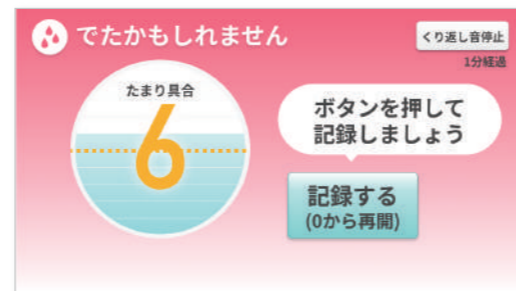 でたかもしれません
くり返し音停止
1分経過
たまり具合
6
ボタンを押して
記録しましょう
記録する
(0から再開)